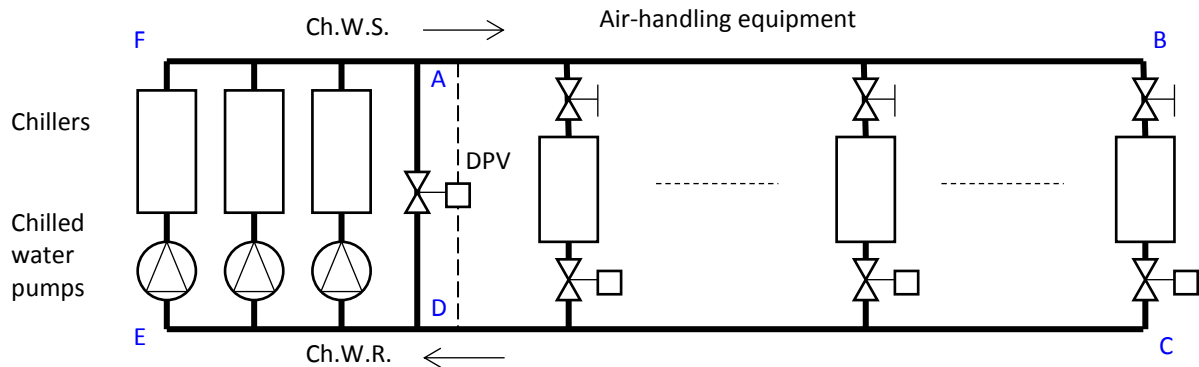 Ch.W.S.
Air-handling equipment
F
B
A
Chillers
DPV
Chilled
water
pumps
D
E
C
Ch.W.R.